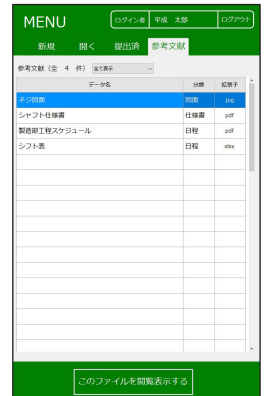 MENU ログイン者 平成 太郎 ログアウト
新規 開く 提出済 参考文献
参考文献（全 4 件） 全て表示
データ名 分類 拡張子
ネジ図面 図面 jpg
シャフト仕様書 仕様書 pdf
製造部工程スケジュール 日程 pdf
シフト表 日程 xlsx
このファイルを閲覧表示する